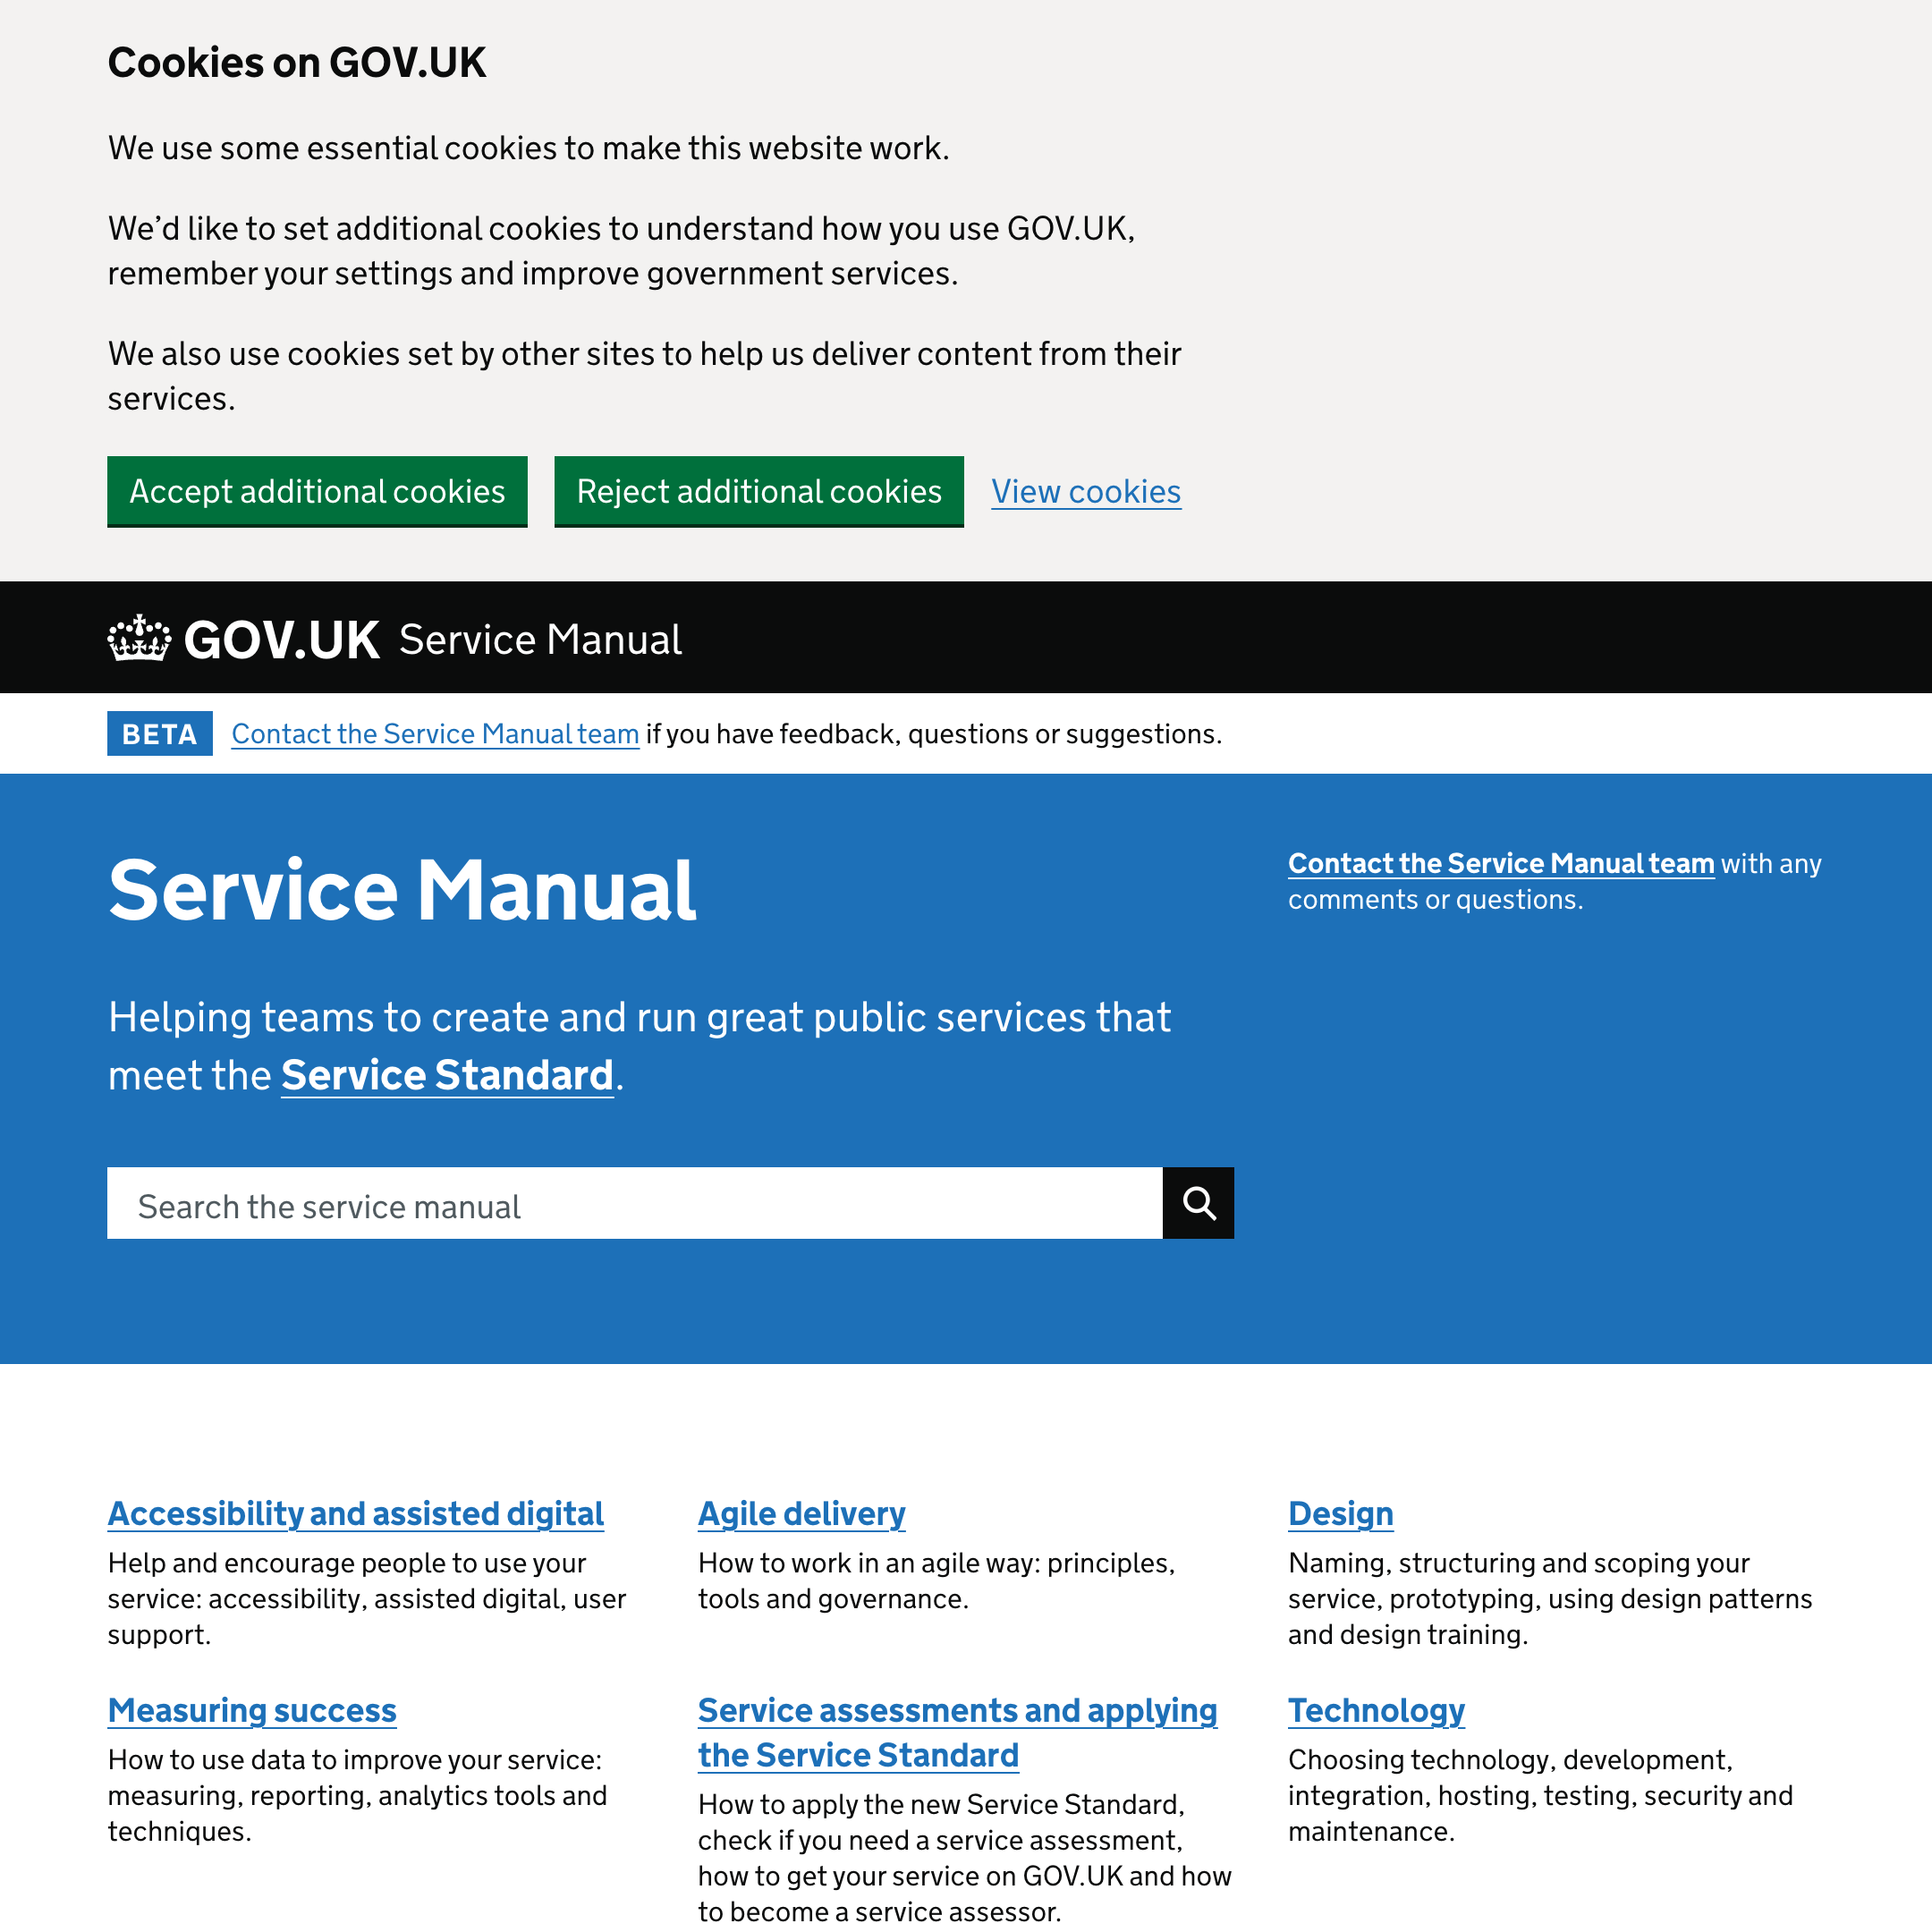 Cookies on GOV.UK
We use some essential cookies to make this website work.
We’d like to set additional cookies to understand how you use GOV.UK,
remember your settings and improve government services.
We also use cookies set by other sites to help us deliver content from their
services.
Accept additional cookies
Reject additional cookies
View cookies
GOV.UK Service Manual
BETA
Contact the Service Manual team if you have feedback, questions or suggestions.
Service Manual
Helping teams to create and run great public services that
meet the Service Standard.
Search the service manual
Contact the Service Manual team with any
comments or questions.
Accessibility and assisted digital
Help and encourage people to use your
service: accessibility, assisted digital, user
support.
Agile delivery
How to work in an agile way: principles,
tools and governance.
Design
Naming, structuring and scoping your
service, prototyping, using design patterns
and design training.
Measuring success
How to use data to improve your service:
measuring, reporting, analytics tools and
techniques.
Service assessments and applying
the Service Standard
How to apply the new Service Standard,
check if you need a service assessment,
how to get your service on GOV.UK and how
to become a service assessor.
Technology
Choosing technology, development,
integration, hosting, testing, security and
maintenance.